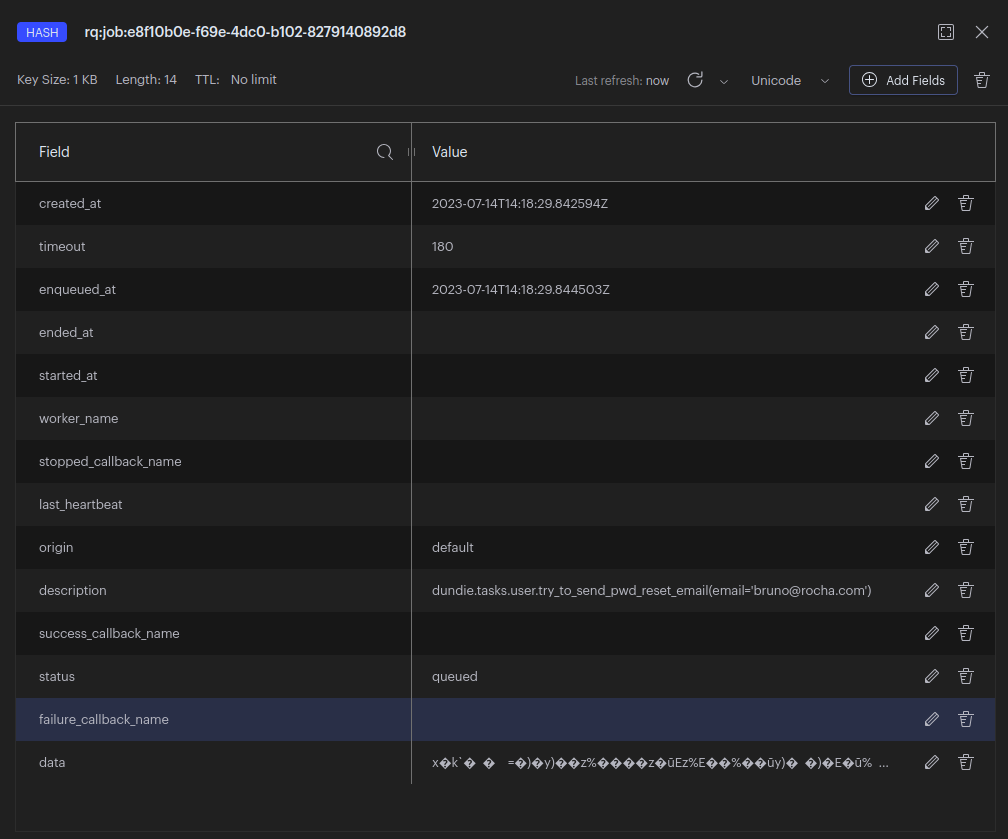 HASH rq:job:e8f10b0e-f69e-4dc0-b102-8279140892d8
Key Size: 1 KB Length: 14 TTL: No limit Last refresh: now Unicode Add Fields
Field Value
created_at 2023-07-14T14:18:29.842594Z
timeout 180
enqueued_at 2023-07-14T14:18:29.844503Z
ended_at
started_at
worker_name
stopped_callback_name
last_heartbeat
origin default
description dundie.tasks.user.try_to_send_pwd_reset_email(email='bruno@rocha.com')
success_callback_name
status queued
failure_callback_name
data x�k`� � =�)�y)��z%����z�ūEz%E��%��ūy)� �)�E�ū% ...